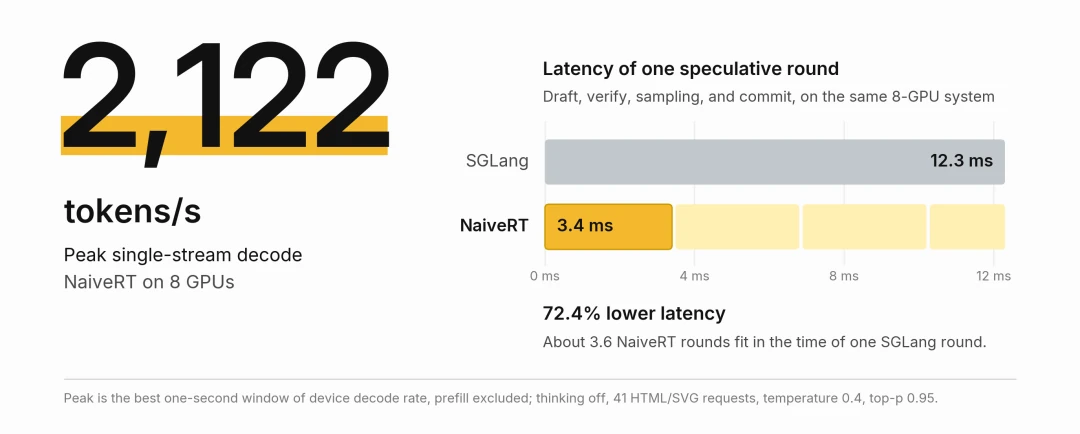 2,122
tokens/s
Peak single-stream decode
NaiveRT on 8 GPUs
Latency of one speculative round
Draft, verify, sampling, and commit, on the same 8-GPU system
SGLang
12.3 ms
NaiveRT
3.4 ms
0 ms
4 ms
8 ms
12 ms
72.4% lower latency
About 3.6 NaiveRT rounds fit in the time of one SGLang round.
Peak is the best one-second window of device decode rate, prefill excluded; thinking off, 41 HTML/SVG requests, temperature 0.4, top-p 0.95.